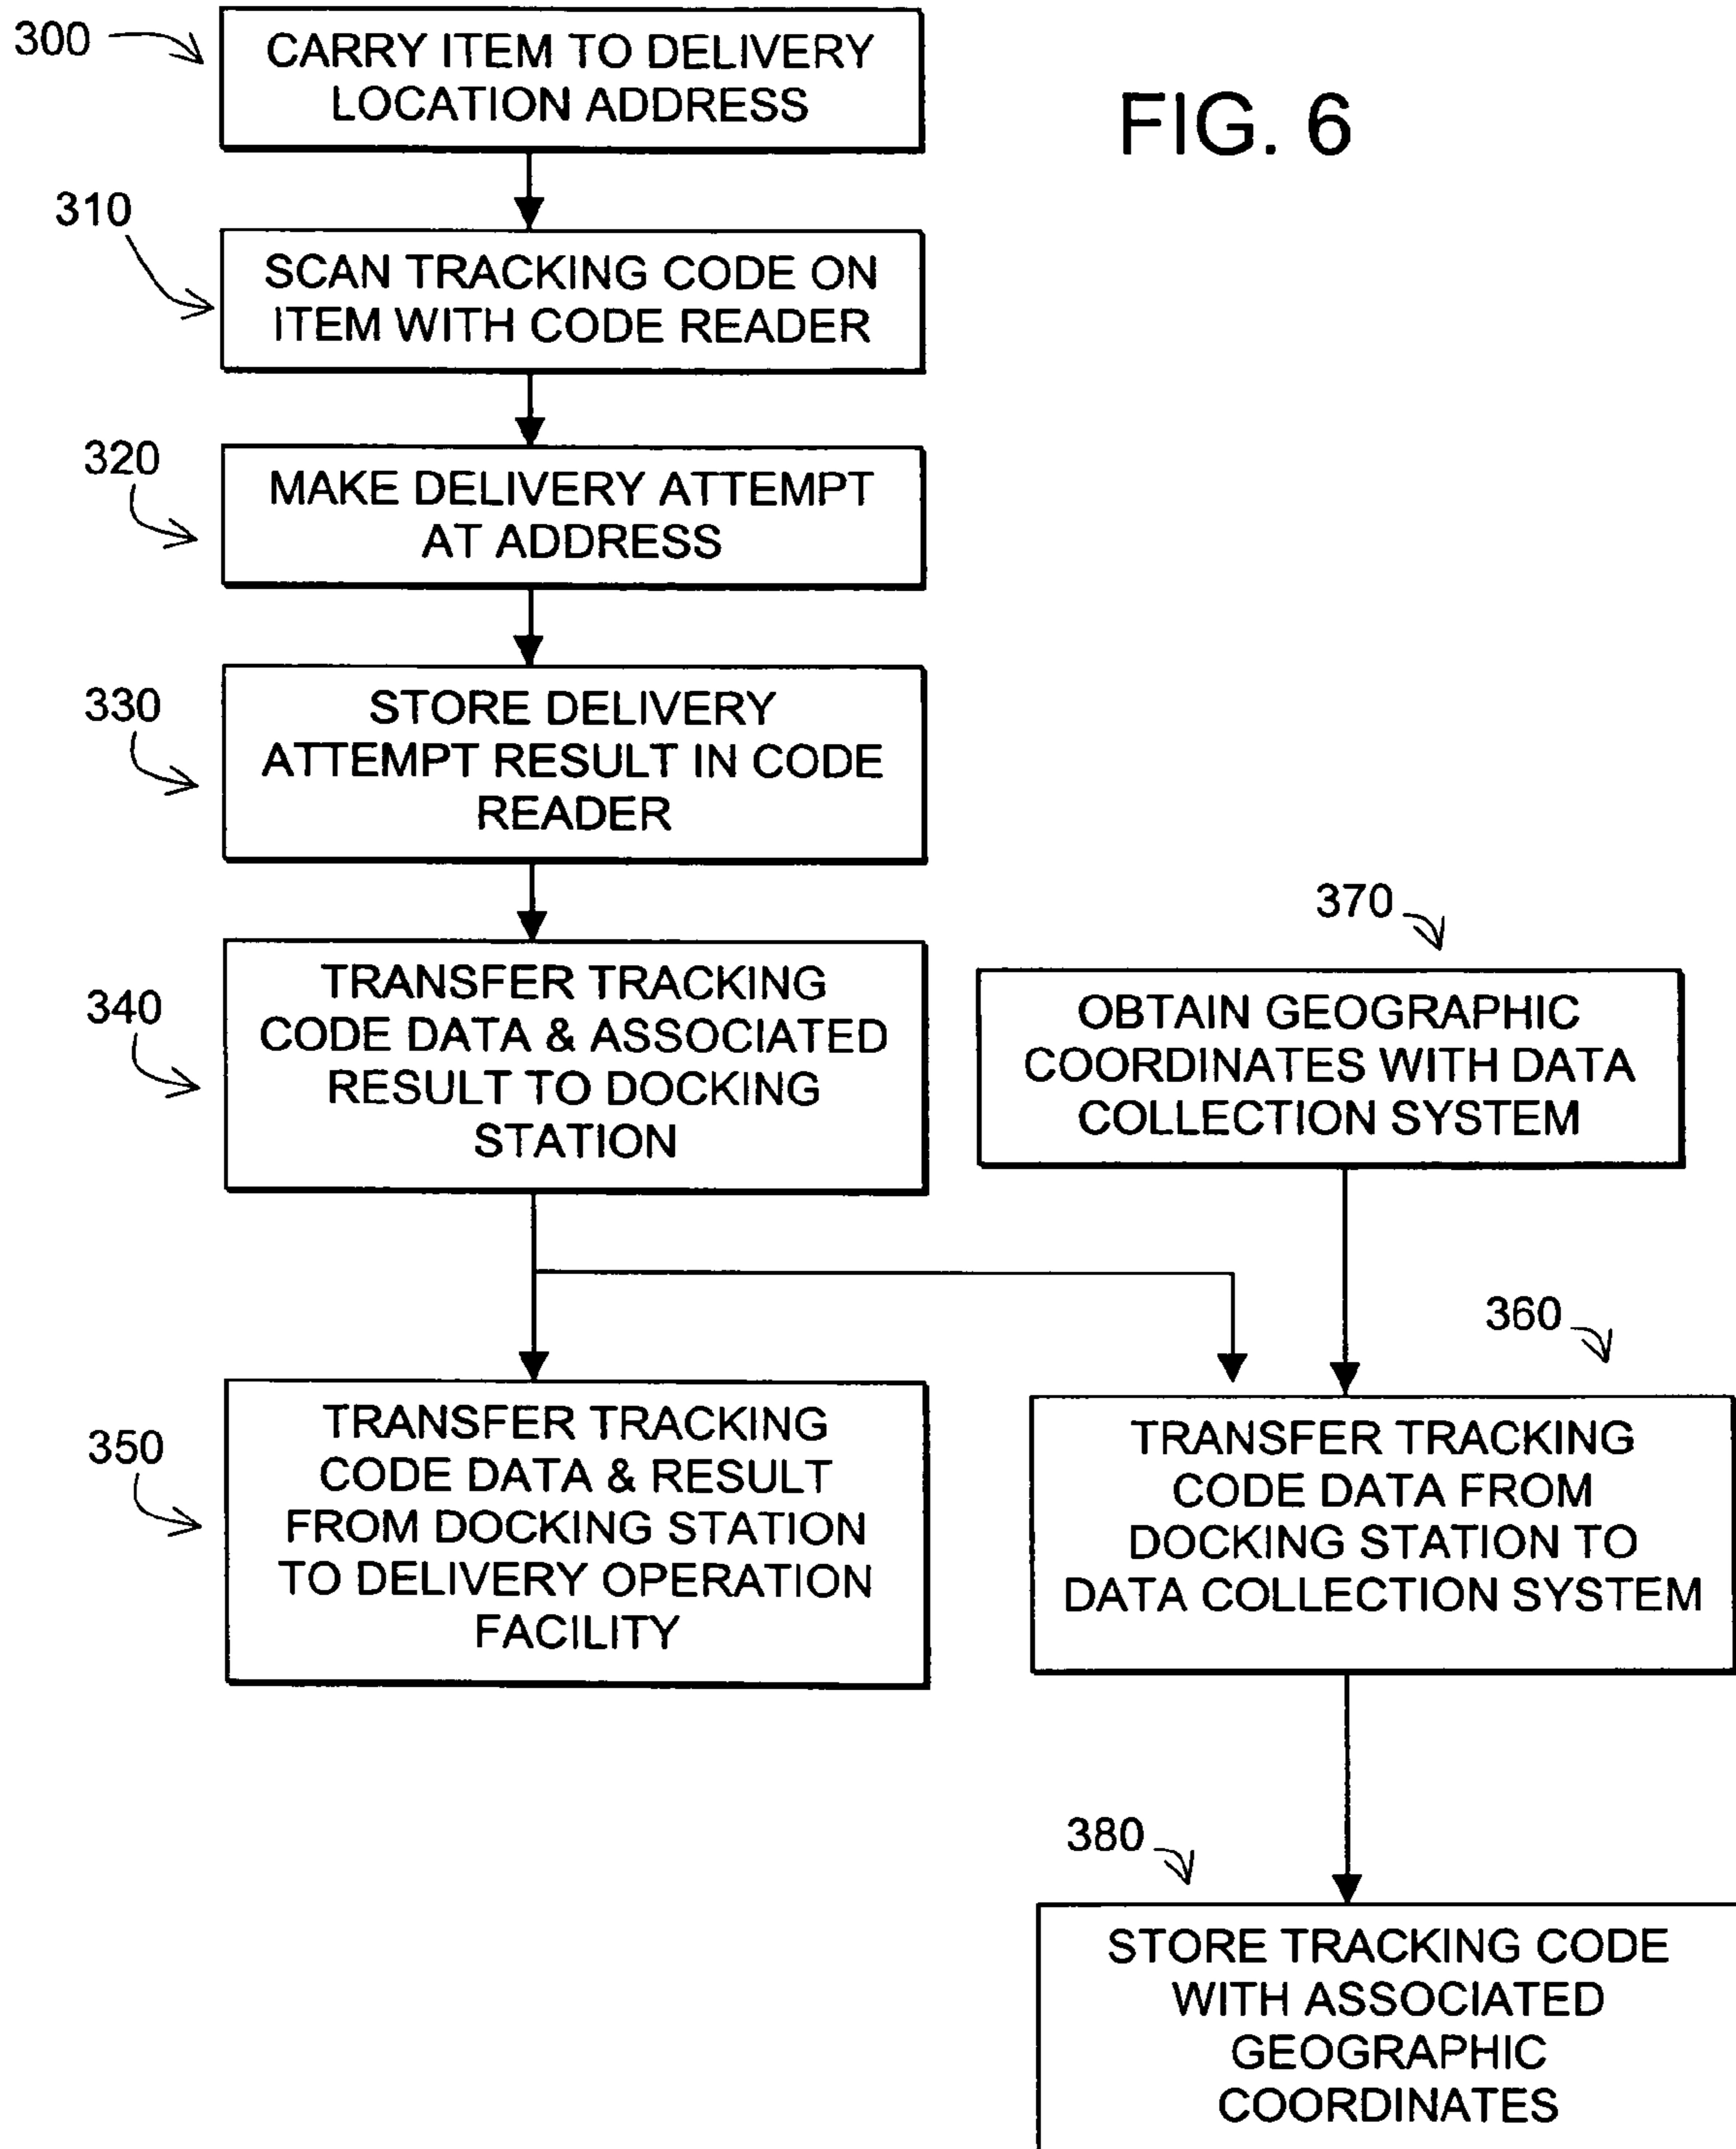 FIG. 6
300
CARRY ITEM TO DELIVERY
LOCATION ADDRESS
310
SCAN TRACKING CODE ON
ITEM WITH CODE READER
320
MAKE DELIVERY ATTEMPT
AT ADDRESS
330
STORE DELIVERY
ATTEMPT RESULT IN CODE
READER
340
TRANSFER TRACKING
CODE DATA & ASSOCIATED
RESULT TO DOCKING
STATION
350
TRANSFER TRACKING
CODE DATA & RESULT
FROM DOCKING STATION
TO DELIVERY OPERATION
FACILITY
370
OBTAIN GEOGRAPHIC
COORDINATES WITH DATA
COLLECTION SYSTEM
360
TRANSFER TRACKING
CODE DATA FROM
DOCKING STATION TO
DATA COLLECTION SYSTEM
380
STORE TRACKING CODE
WITH ASSOCIATED
GEOGRAPHIC
COORDINATES